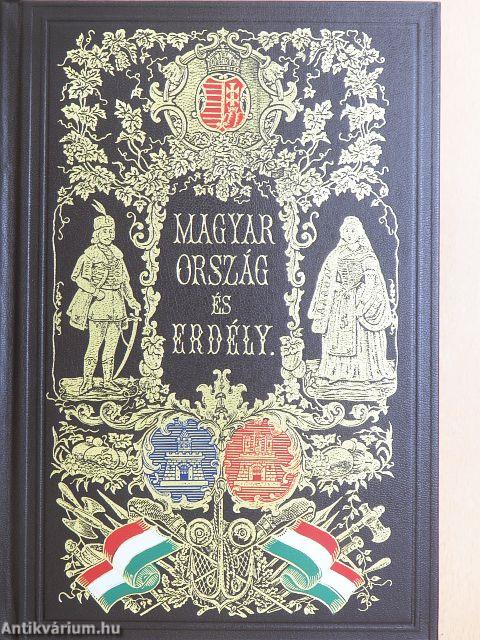 MAGYAR
ORSZÁG
ÉS
ERDÉLY.
Antikvárium.hu